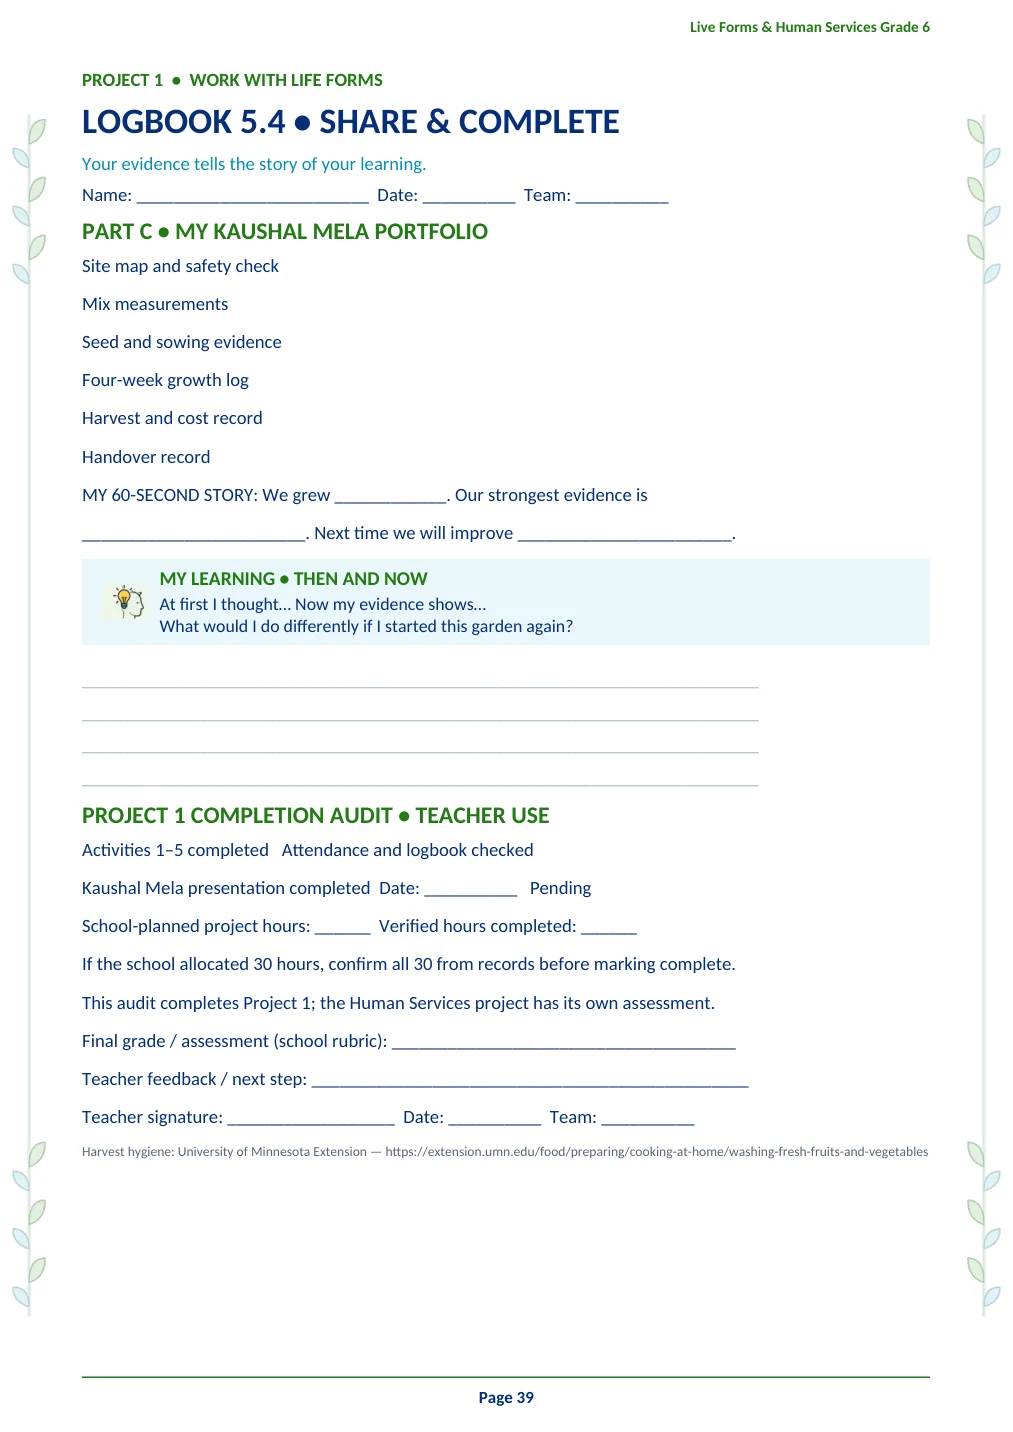 Live Forms & Human Services Grade 6
PROJECT 1 ● WORK WITH LIFE FORMS
LOGBOOK 5.4 ● SHARE & COMPLETE
Your evidence tells the story of your learning.
Name: _________________________ Date: __________ Team: __________
PART C ● MY KAUSHAL MELA PORTFOLIO
Site map and safety check
Mix measurements
Seed and sowing evidence
Four-week growth log
Harvest and cost record
Handover record
MY 60-SECOND STORY: We grew ____________. Our strongest evidence is
________________________. Next time we will improve _______________________.
MY LEARNING ● THEN AND NOW
At first I thought… Now my evidence shows…
What would I do differently if I started this garden again?
PROJECT 1 COMPLETION AUDIT ● TEACHER USE
Activities 1–5 completed Attendance and logbook checked
Kaushal Mela presentation completed Date: __________ Pending
School-planned project hours: ______ Verified hours completed: ______
If the school allocated 30 hours, confirm all 30 from records before marking complete.
This audit completes Project 1; the Human Services project has its own assessment.
Final grade / assessment (school rubric): _____________________________________
Teacher feedback / next step: _______________________________________________
Teacher signature: __________________ Date: __________ Team: __________
Harvest hygiene: University of Minnesota Extension — https://extension.umn.edu/food/preparing/cooking-at-home/washing-fresh-fruits-and-vegetables
Page 39